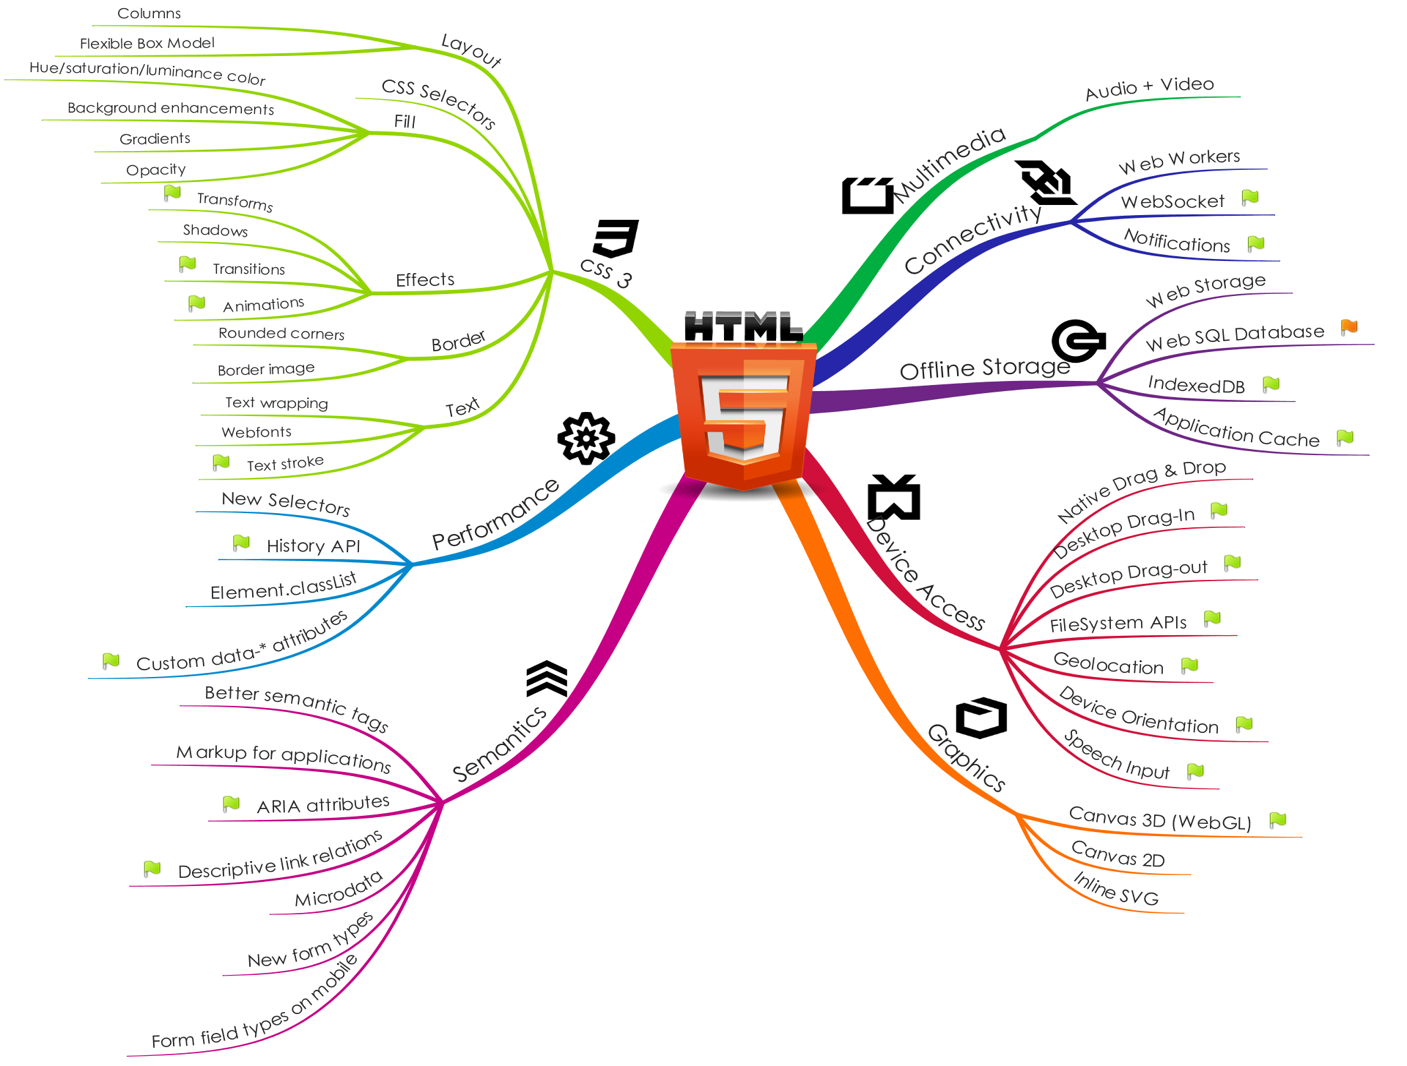 HTML
5
css 3
Layout
Columns
Flexible Box Model
CSS Selectors
Fill
Hue/saturation/luminance color
Background enhancements
Gradients
Opacity
Effects
Transforms
Shadows
Transitions
Animations
Border
Rounded corners
Border image
Text
Text wrapping
Webfonts
Text stroke
Performance
New Selectors
History API
Element.classList
Custom data-* attributes
Semantics
Better semantic tags
Markup for applications
ARIA attributes
Descriptive link relations
Microdata
New form types
Form field types on mobile
Multimedia
Audio + Video
Connectivity
Web Workers
WebSocket
Notifications
Offline Storage
Web Storage
Web SQL Database
IndexedDB
Application Cache
Device Access
Native Drag & Drop
Desktop Drag-In
Desktop Drag-out
FileSystem APIs
Geolocation
Device Orientation
Speech Input
Graphics
Canvas 3D (WebGL)
Canvas 2D
Inline SVG